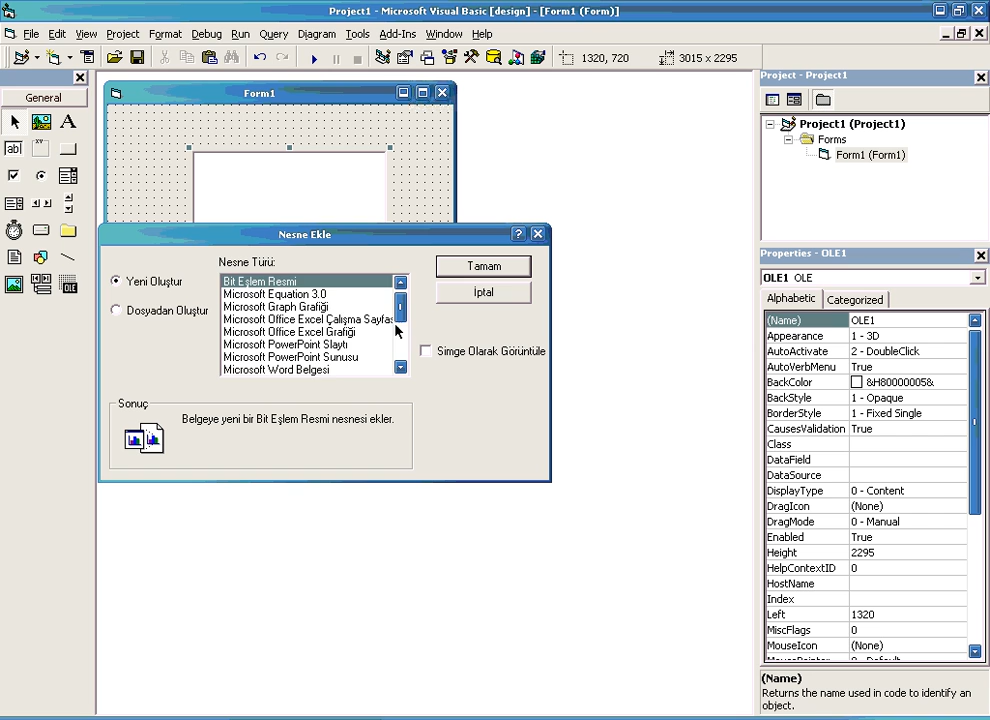 Project1 - Microsoft Visual Basic [design] - [Form1 (Form)]
File Edit View Project Format Debug Run Query Diagram Tools Add-Ins Window Help
1320, 720 3015 x 2295
General
A
ab
XY
OLE
Form1
Nesne Ekle
Nesne Türü:
Yeni Oluştur
Dosyadan Oluştur
Bit Eşlem Resmi
Microsoft Equation 3.0
Microsoft Graph Grafiği
Microsoft Office Excel Çalışma Sayfas
Microsoft Office Excel Grafiği
Microsoft PowerPoint Slaytı
Microsoft PowerPoint Sunusu
Microsoft Word Belgesi
Tamam
İptal
Simge Olarak Görüntüle
Sonuç
Belgeye yeni bir Bit Eşlem Resmi nesnesi ekler.
Project - Project1
Project1 (Project1)
Forms
Form1 (Form1)
Properties - OLE1
OLE1 OLE
Alphabetic Categorized
(Name) OLE1
Appearance 1 - 3D
AutoActivate 2 - DoubleClick
AutoVerbMenu True
BackColor &H80000005&
BackStyle 1 - Opaque
BorderStyle 1 - Fixed Single
CausesValidation True
Class
DataField
DataSource
DisplayType 0 - Content
DragIcon (None)
DragMode 0 - Manual
Enabled True
Height 2295
HelpContextID 0
HostName
Index
Left 1320
MiscFlags 0
MouseIcon (None)
MousePointer 0 - Default
(Name)
Returns the name used in code to identify an
object.